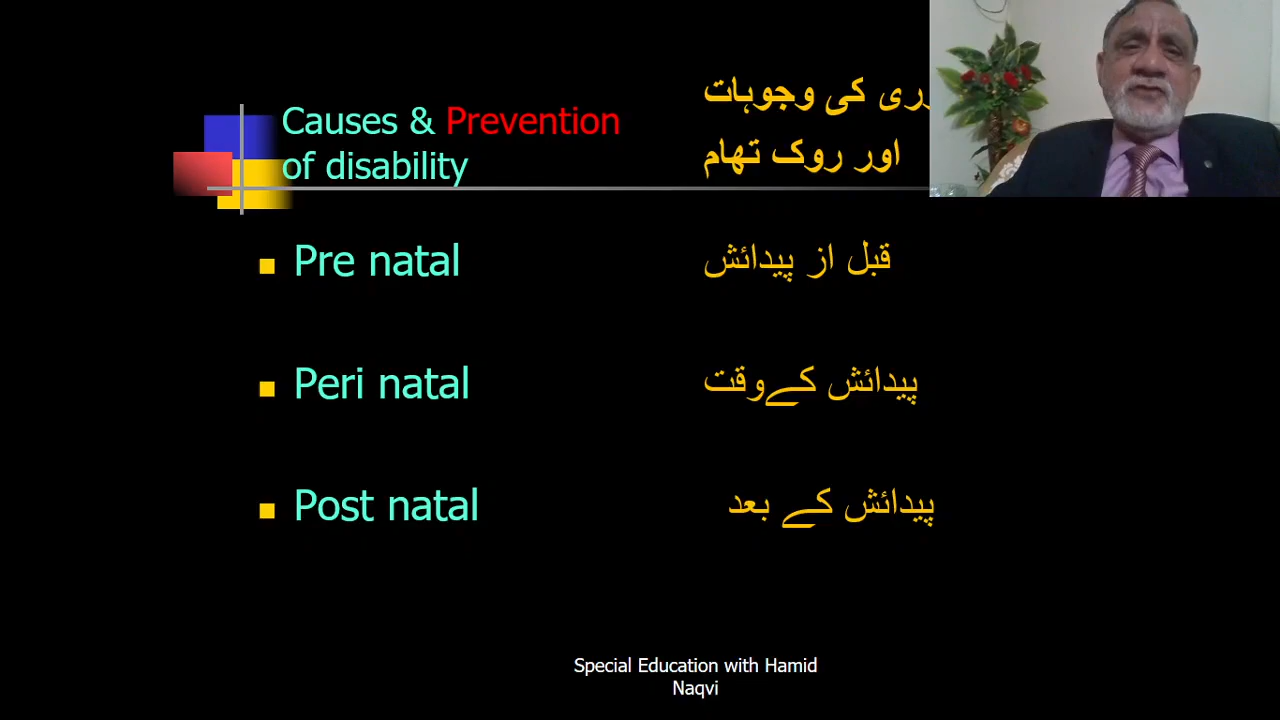 Causes & Prevention
of disability
کی وجوہات
اور روک تھام
Pre natal
قبل از پیدائش
Peri natal
پیدائش کےوقت
Post natal
پیدائش کے بعد
Special Education with Hamid
Naqvi